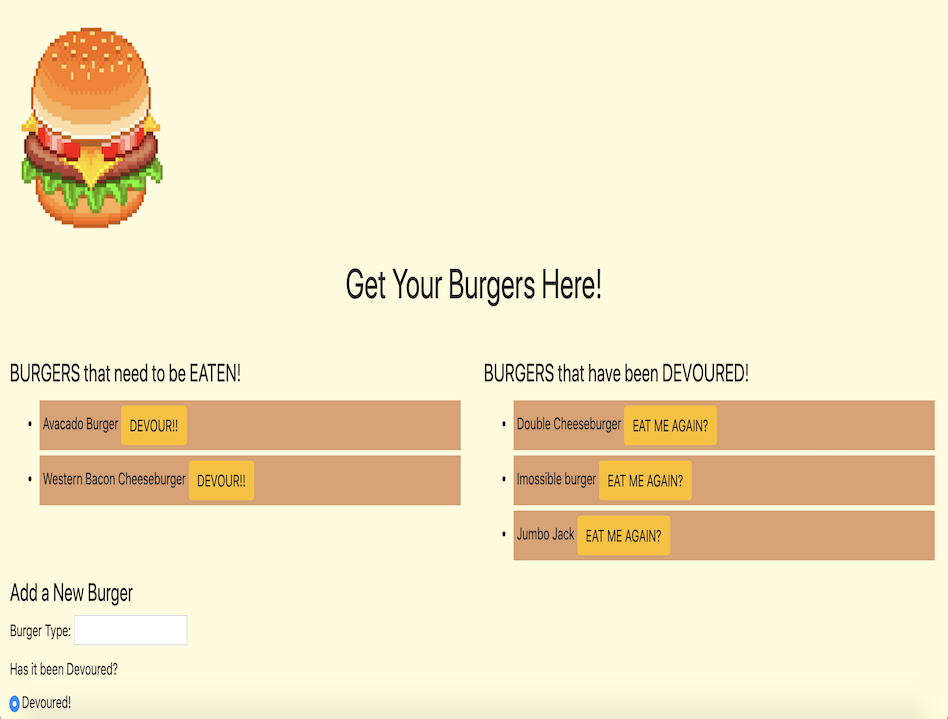 Get Your Burgers Here!
BURGERS that need to be EATEN!
Avacado Burger DEVOUR!!
Western Bacon Cheeseburger DEVOUR!!
BURGERS that have been DEVOURED!
Double Cheeseburger EAT ME AGAIN?
Imossible burger EAT ME AGAIN?
Jumbo Jack EAT ME AGAIN?
Add a New Burger
Burger Type:
Has it been Devoured?
Devoured!